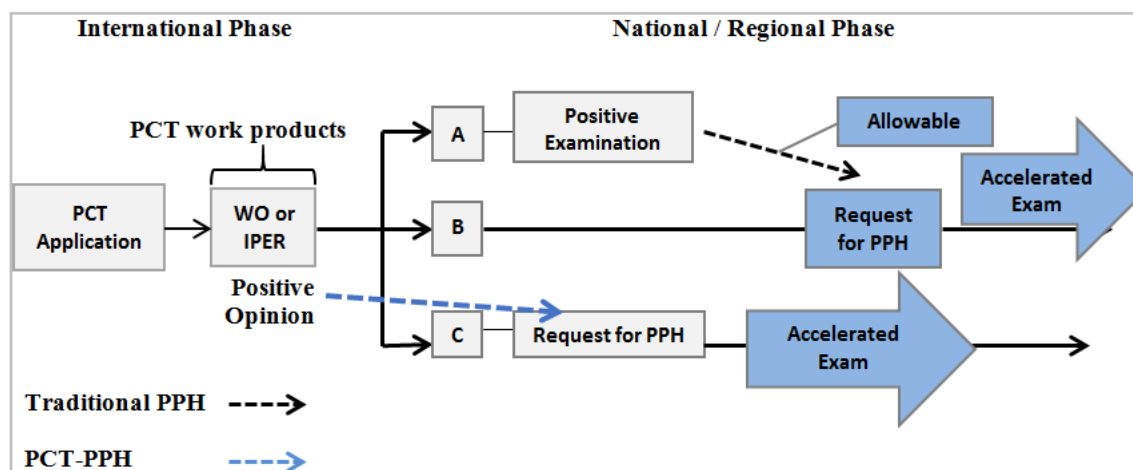 International Phase
National / Regional Phase
PCT work products
A
Positive
Examination
Allowable
Accelerated
Exam
PCT
Application
WO or
IPER
B
Request
for PPH
Positive
Opinion
C
Request for PPH
Accelerated
Exam
Traditional PPH
PCT-PPH